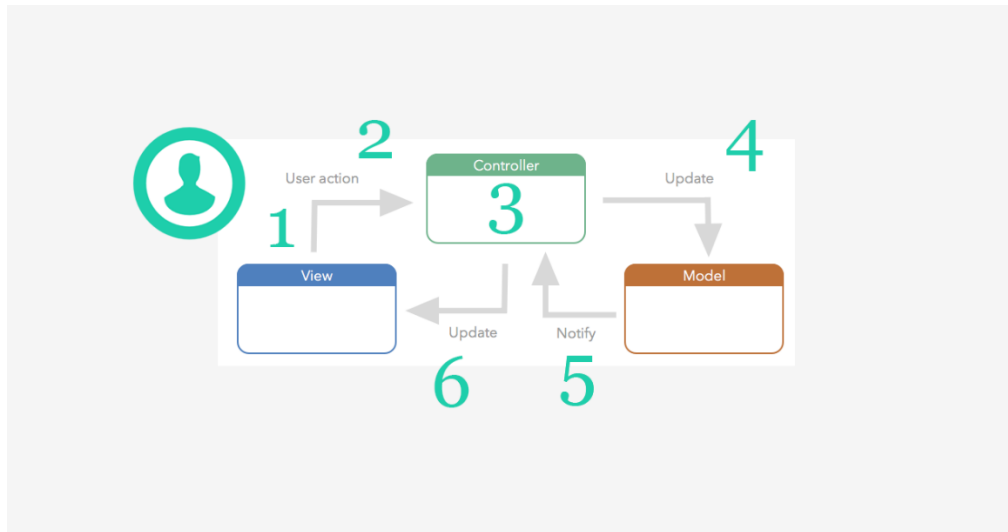 2
4
Controller
User action
Update
3
1
View
Model
Update
Notify
6
5